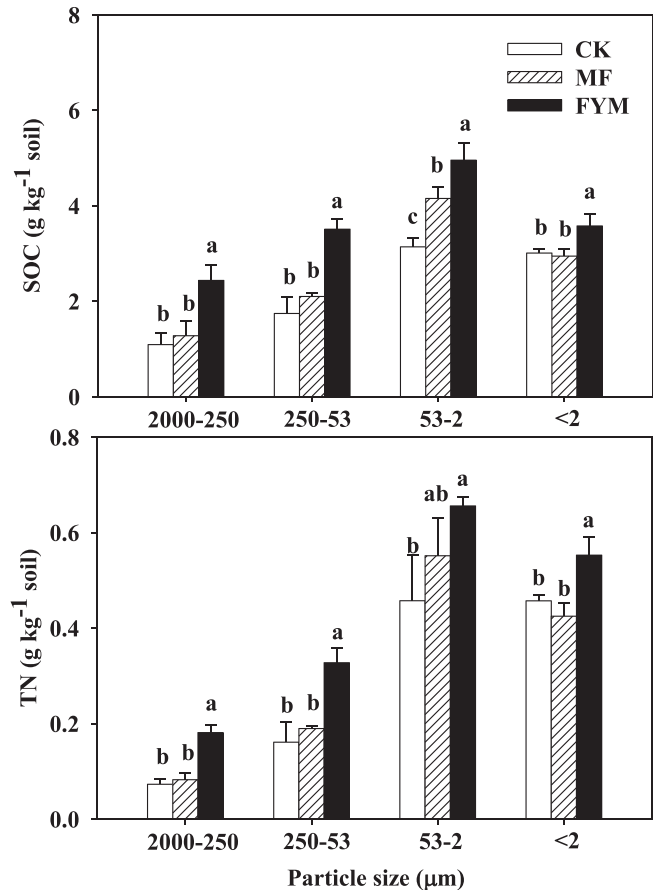 8
CK
MF
FYM
6
a
b
a
c
4
a
b b
a
b b
b b
2
0
SOC (g kg⁻¹ soil)
2000-250 250-53 53-2 <2
0.8
a
ab
a
0.6
b
b b
0.4
a
b b
a
0.2
b b
0.0
TN (g kg⁻¹ soil)
2000-250 250-53 53-2 <2
Particle size (μm)